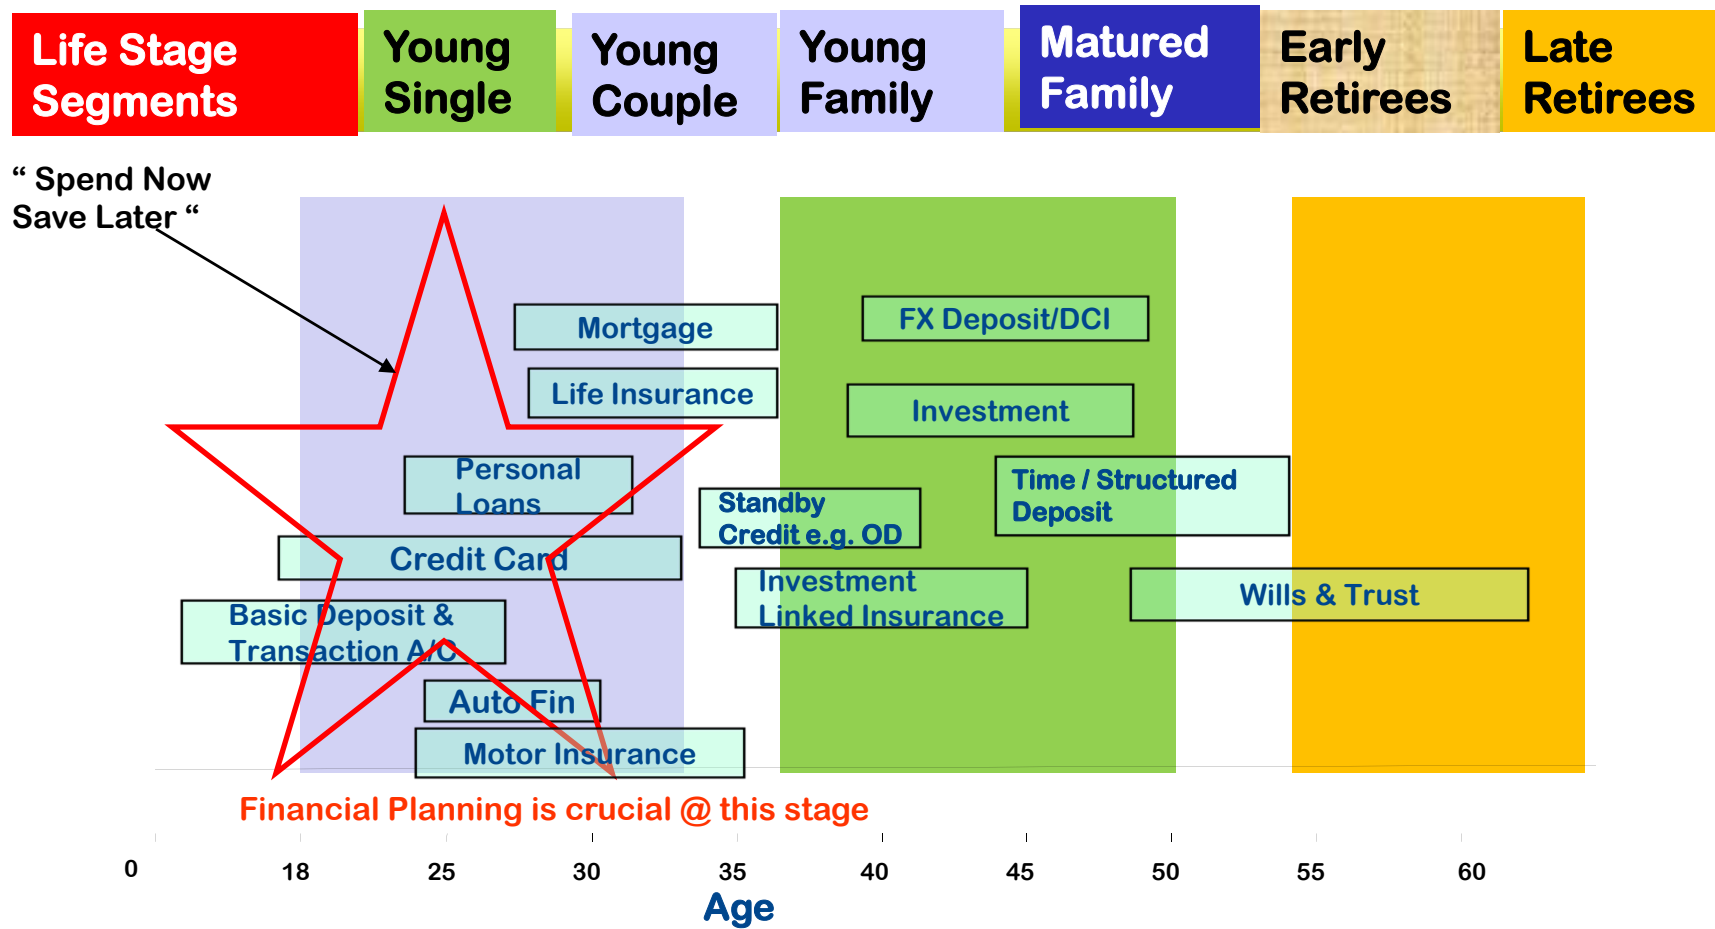 Life Stage
Segments
Young
Single
Young
Couple
Young
Family
Matured
Family
Early
Retirees
Late
Retirees
“ Spend Now
Save Later “
Mortgage
FX Deposit/DCI
Life Insurance
Investment
Personal
Loans
Time / Structured
Deposit
Standby
Credit e.g. OD
Credit Card
Investment
Linked Insurance
Wills & Trust
Basic Deposit &
Transaction A/C
Auto Fin
Motor Insurance
Financial Planning is crucial @ this stage
0 18 25 30 35 40 45 50 55 60
Age